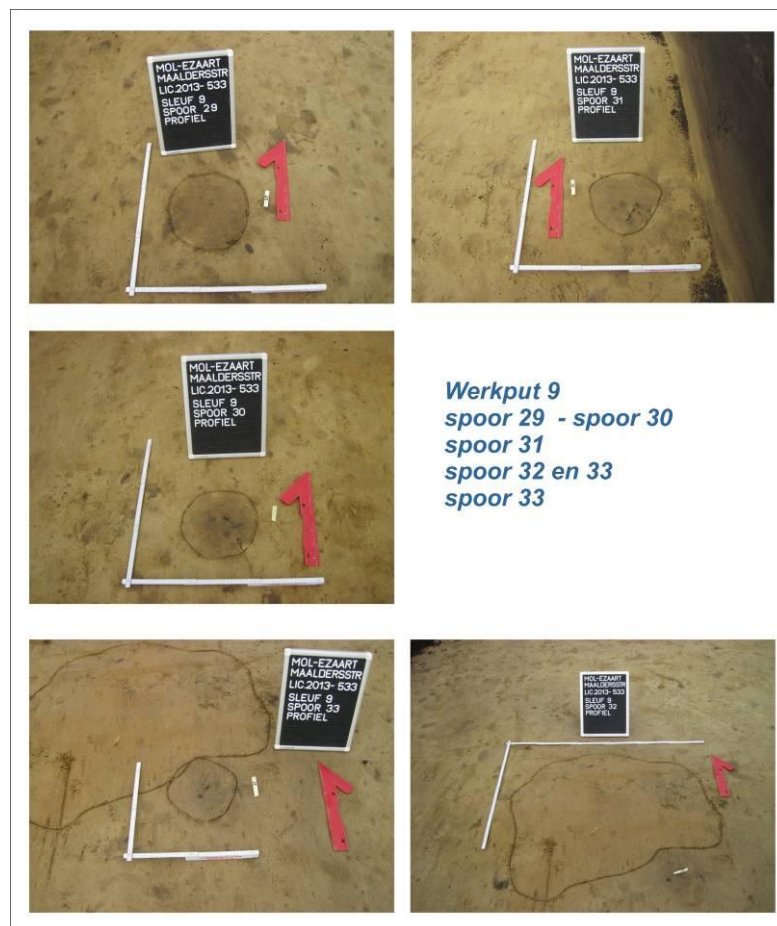 MOL-EZAART
MAALDERSSTR
LIC.2013-533
SLEUF 9
SPOOR 29
PROFIEL
MOL-EZAART
MAALDERSSTR
LIC.2013-533
SLEUF 9
SPOOR 31
PROFIEL
MOL-EZAART
MAALDERSSTR
LIC.2013-533
SLEUF 9
SPOOR 30
PROFIEL
Werkput 9
spoor 29 - spoor 30
spoor 31
spoor 32 en 33
spoor 33
MOL-EZAART
MAALDERSSTR
LIC.2013-533
SLEUF 9
SPOOR 33
PROFIEL
MOL-EZAART
MAALDERSSTR
LIC.2013-533
SLEUF 9
SPOOR 32
PROFIEL